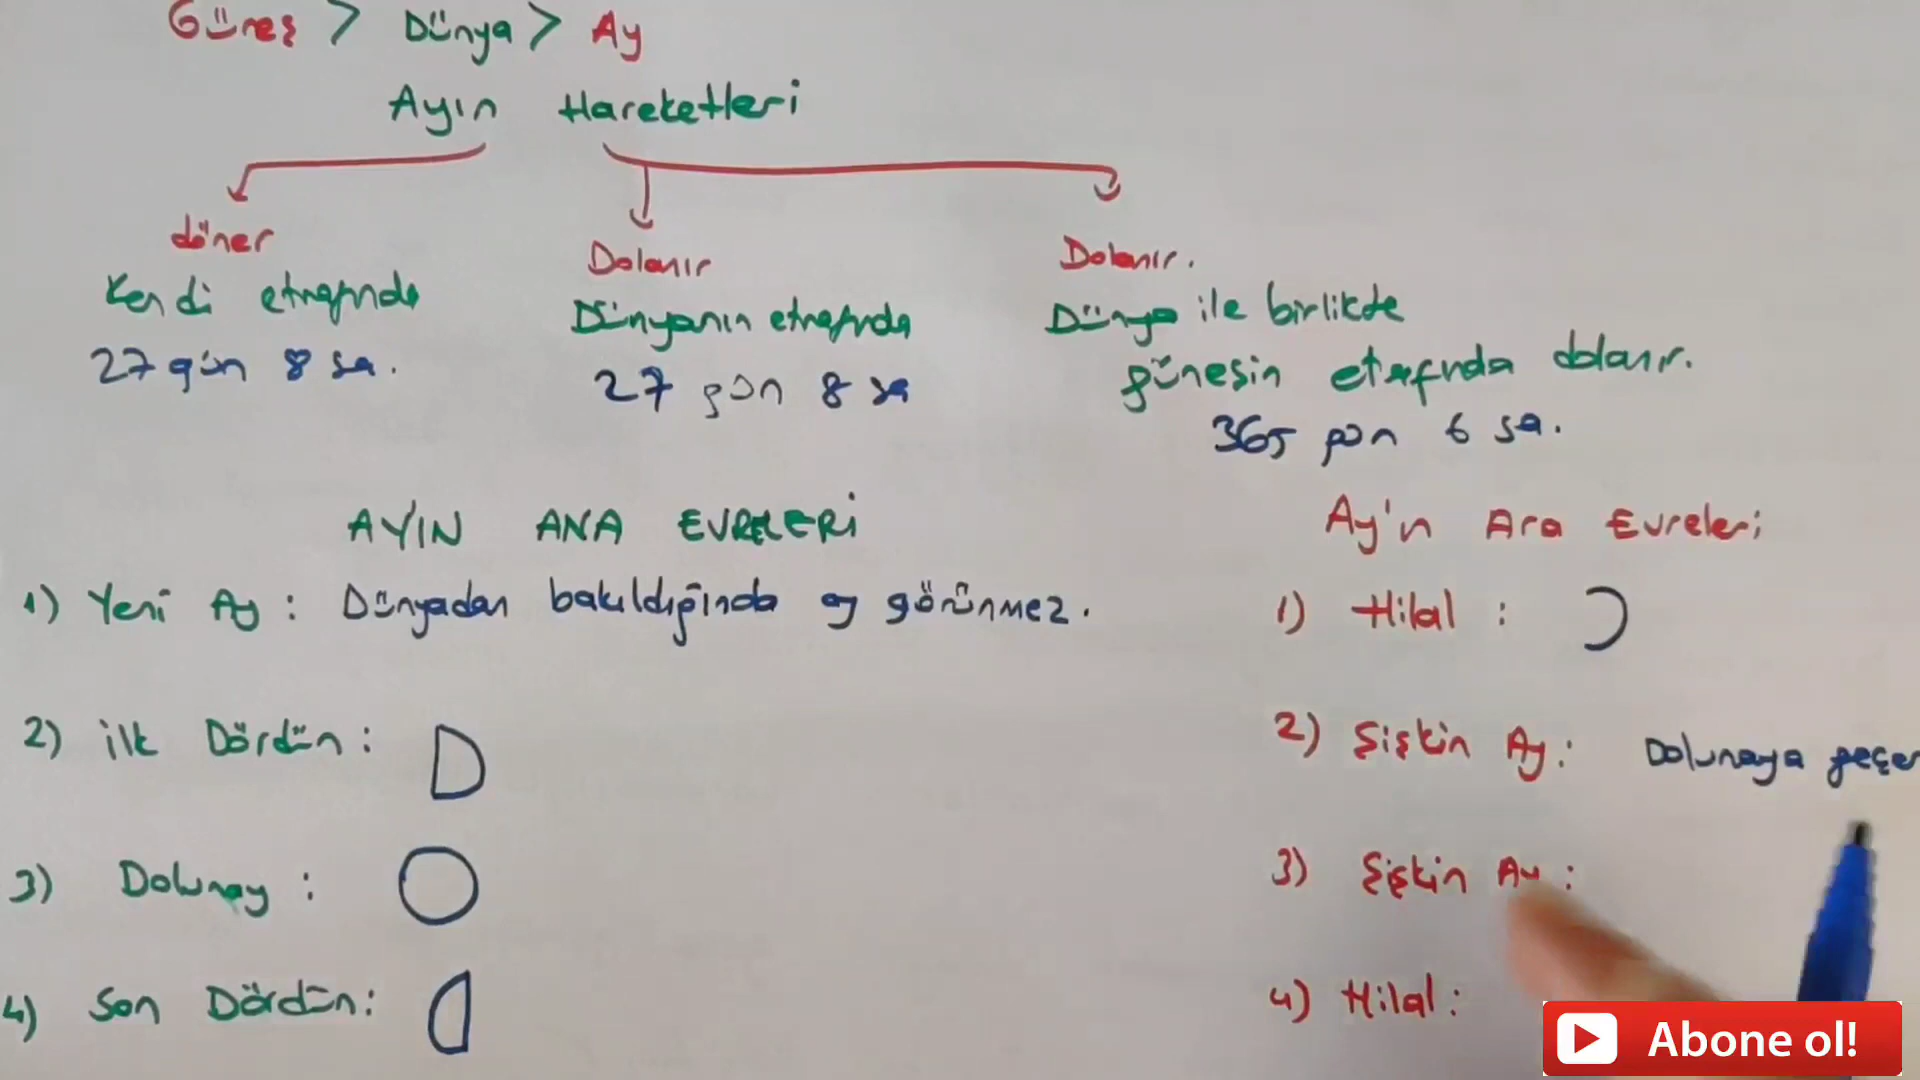 Güneş > Dünya > Ay
Ayın Hareketleri
döner
Kendi etrafında
27 gün 8 sa.
Dolanır
Dünyanın etrafında
27 gün 8 sa
Dolanır.
Dünya ile birlikte
güneşin etrafında dolanır.
365 gün 6 sa.
AYIN ANA EVRELERİ
1) Yeni Ay : Dünyadan bakıldığında ay görünmez.
2) ilk Dördün :
3) Dolunay :
4) Son Dördün :
Ay'ın Ara Evreleri
1) Hilal :
2) Şişkin Ay : Dolunaya geçer
3) Şişkin Ay :
4) Hilal :
Abone ol!